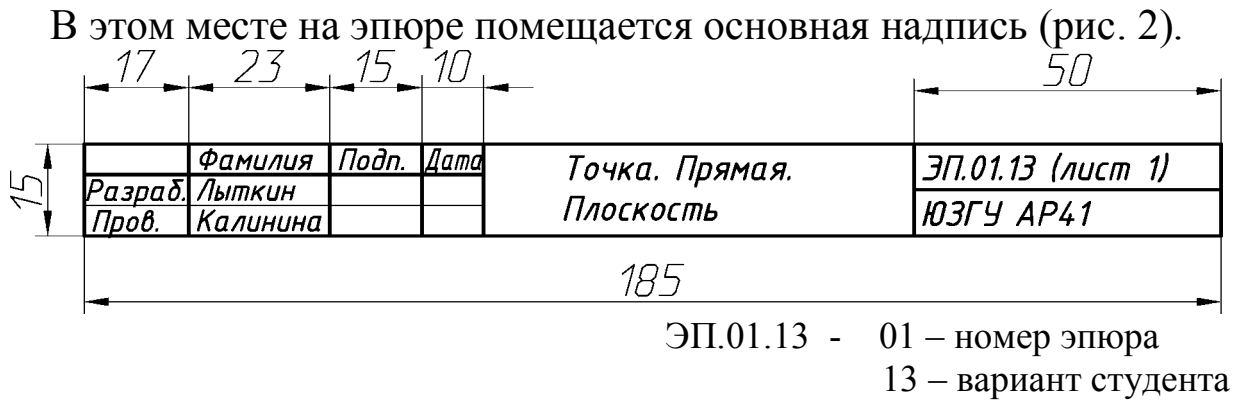 В этом месте на эпюре помещается основная надпись (рис. 2).
17 23 15 10 50
Фамилия Подп. Дата Точка. Прямая. ЭП.01.13 (лист 1)
15 Разраб. Лыткин Плоскость ЮЗГУ АР41
Пров. Калинина
185
ЭП.01.13 - 01 – номер эпюра
13 – вариант студента